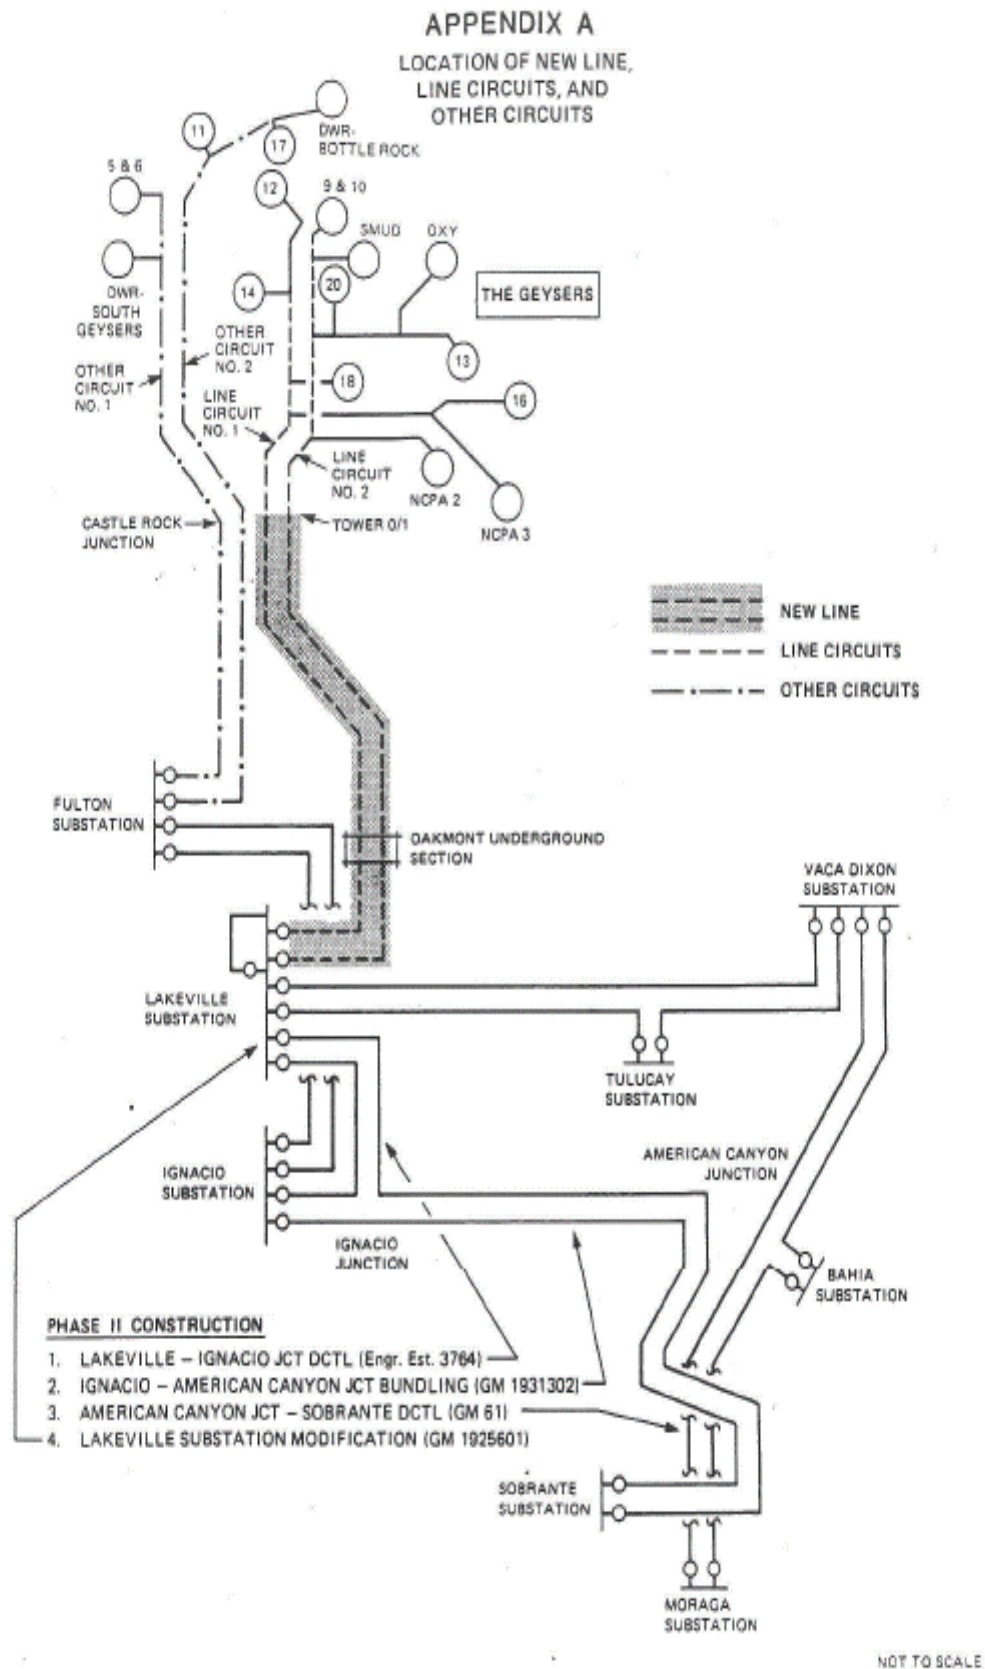 APPENDIX A
LOCATION OF NEW LINE,
LINE CIRCUITS, AND
OTHER CIRCUITS
11
17
DWR-
BOTTLE ROCK
5 & 6
12
9 & 10
SMUD
OXY
DWR-
SOUTH
GEYSERS
14
20
THE GEYSERS
OTHER
CIRCUIT
NO. 2
13
OTHER
CIRCUIT
NO. 1
18
LINE
CIRCUIT
NO. 1
16
LINE
CIRCUIT
NO. 2
NCPA 2
NCPA 3
CASTLE ROCK
JUNCTION
TOWER 0/1
NEW LINE
LINE CIRCUITS
OTHER CIRCUITS
FULTON
SUBSTATION
OAKMONT UNDERGROUND
SECTION
VACA DIXON
SUBSTATION
LAKEVILLE
SUBSTATION
TULUCAY
SUBSTATION
AMERICAN CANYON
JUNCTION
IGNACIO
SUBSTATION
IGNACIO
JUNCTION
BAHIA
SUBSTATION
PHASE II CONSTRUCTION
1. LAKEVILLE – IGNACIO JCT DCTL (Engr. Est. 3764)
2. IGNACIO – AMERICAN CANYON JCT BUNDLING (GM 1931302)
3. AMERICAN CANYON JCT – SOBRANTE DCTL (GM 61)
4. LAKEVILLE SUBSTATION MODIFICATION (GM 1925601)
SOBRANTE
SUBSTATION
MORAGA
SUBSTATION
NOT TO SCALE